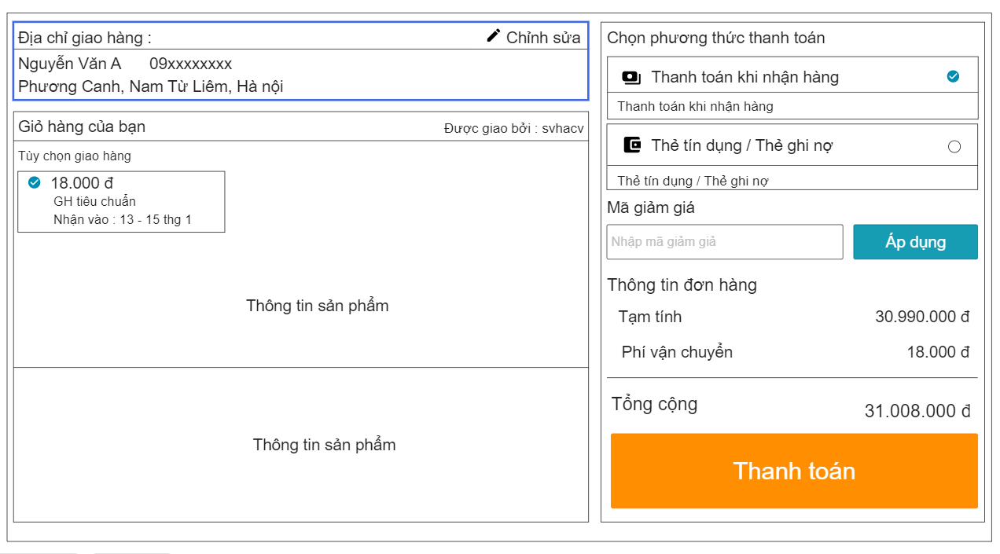 Địa chỉ giao hàng :
Chỉnh sửa
Nguyễn Văn A 09xxxxxxxx
Phương Canh, Nam Từ Liêm, Hà nội
Giỏ hàng của bạn
Được giao bởi : svhacv
Tùy chọn giao hàng
18.000 đ
GH tiêu chuẩn
Nhận vào : 13 - 15 thg 1
Thông tin sản phẩm
Thông tin sản phẩm
Chọn phương thức thanh toán
Thanh toán khi nhận hàng
Thanh toán khi nhận hàng
Thẻ tín dụng / Thẻ ghi nợ
Thẻ tín dụng / Thẻ ghi nợ
Mã giảm giá
Nhập mã giảm giả
Áp dụng
Thông tin đơn hàng
Tạm tính 30.990.000 đ
Phí vận chuyển 18.000 đ
Tổng cộng 31.008.000 đ
Thanh toán